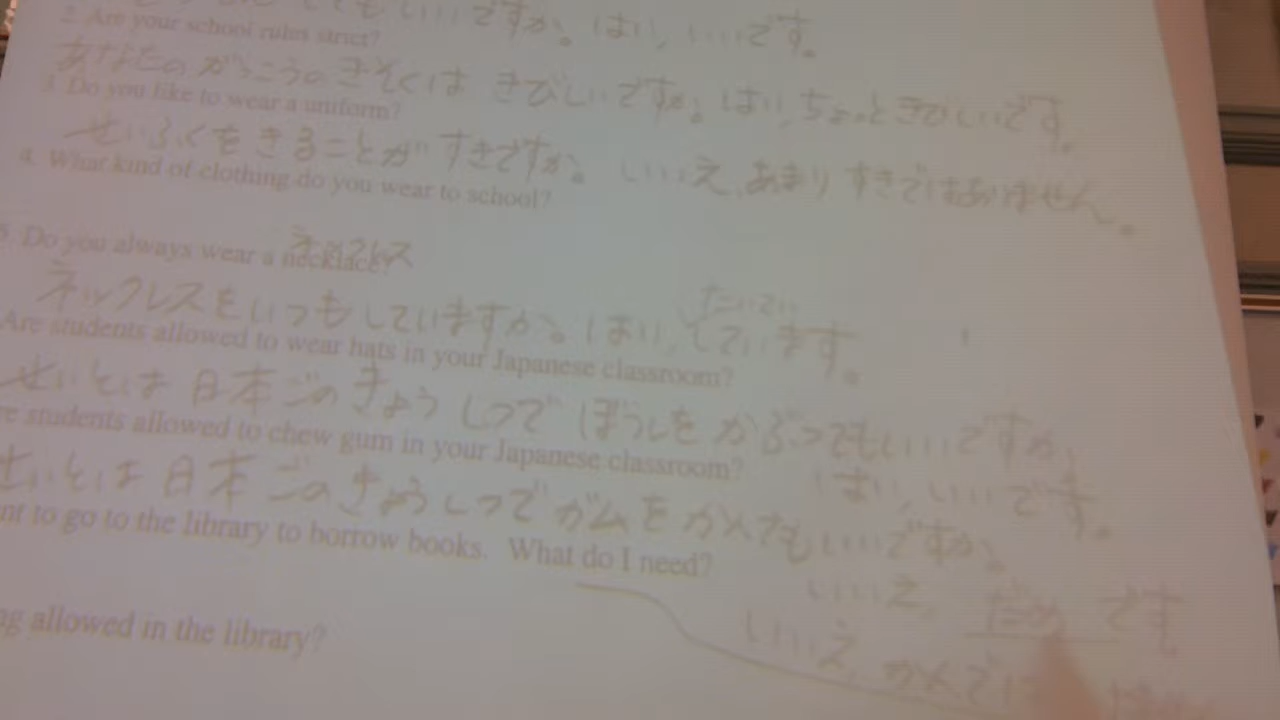 てもいいですか。はい、いいです。
2. Are your school rules strict?
あなたのがっこうのきそくはきびしいですか。はい、ちょっときびしいです。
3. Do you like to wear a uniform?
せいふくをきることがすきですか。いいえ、あまりすきではありません。
4. What kind of clothing do you wear to school?
ネックレス
5. Do you always wear a necklace?
たいてい
ネックレスをいつもしていますか。はい、しています。
Are students allowed to wear hats in your Japanese classroom?
せいとは日本ごのきょうしつでぼうしをかぶってもいいですか。
はい、いいです。
re students allowed to chew gum in your Japanese classroom?
せいとは日本ごのきょうしつでガムをかんでもいいですか。
いいえ、だめです
nt to go to the library to borrow books. What do I need?
いいえ、かんでは
ng allowed in the library?